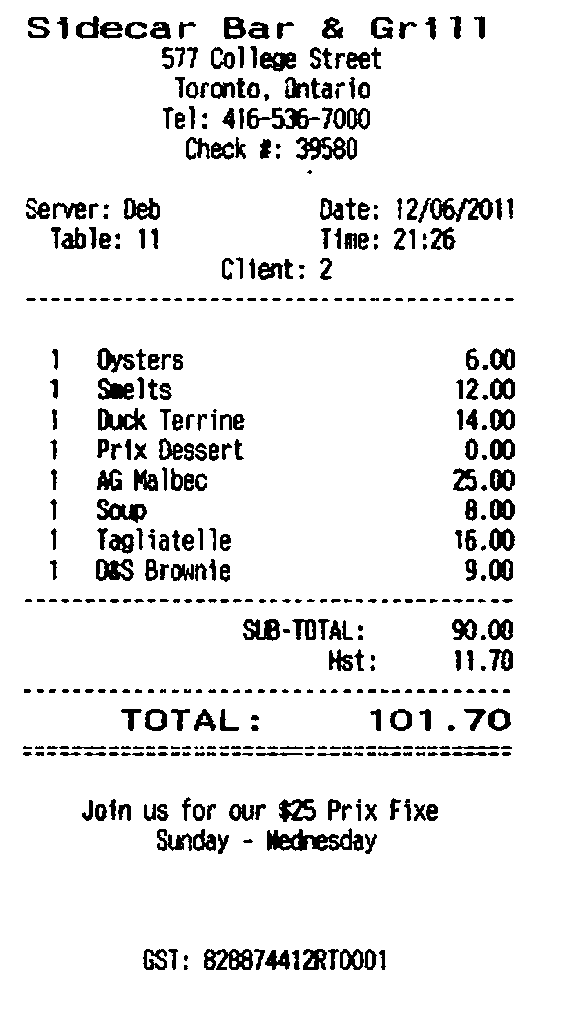 Sidecar Bar & Grill
577 College Street
Toronto, Ontario
Tel: 416-536-7000
Check #: 39580
Server: Deb Date: 12/06/2011
Table: 11 Time: 21:26
Client: 2
1 Oysters 6.00
1 Smelts 12.00
1 Duck Terrine 14.00
1 Prix Dessert 0.00
1 AG Malbec 25.00
1 Soup 8.00
1 Tagliatelle 16.00
1 D&S Brownie 9.00
SUB-TOTAL: 90.00
Hst: 11.70
TOTAL: 101.70
Join us for our $25 Prix Fixe
Sunday - Wednesday
GST: 828874412RT0001